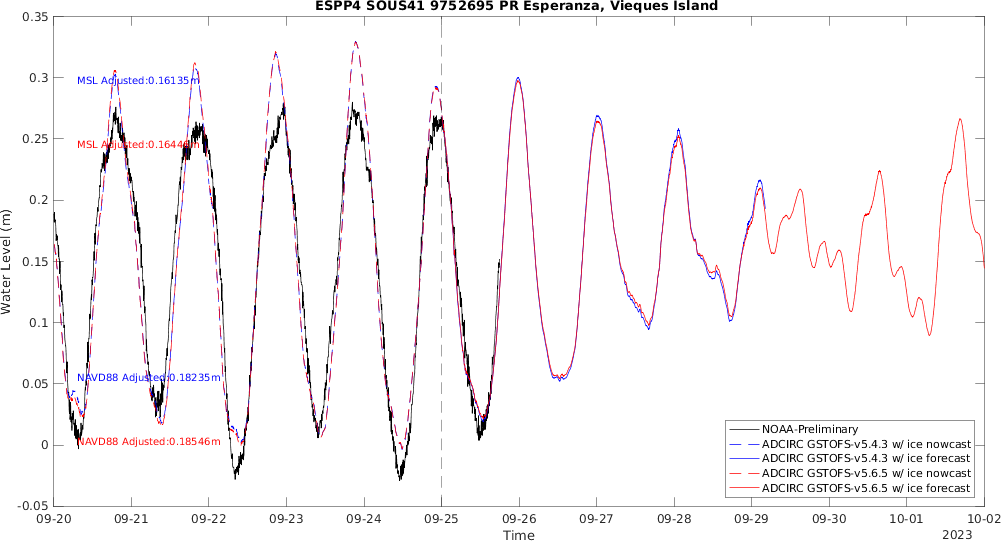 ESPP4 SOUS41 9752695 PR Esperanza, Vieques Island
0.35
0.3
0.25
0.2
0.15
0.1
0.05
0
-0.05
Water Level (m)
MSL Adjusted:0.16135m
MSL Adjusted:0.1644
NAVD88 Adjusted:0.18235m
NAVD88 Adjusted:0.18546m
NOAA-Preliminary
ADCIRC GSTOFS-v5.4.3 w/ ice nowcast
ADCIRC GSTOFS-v5.4.3 w/ ice forecast
ADCIRC GSTOFS-v5.6.5 w/ ice nowcast
ADCIRC GSTOFS-v5.6.5 w/ ice forecast
09-20 09-21 09-22 09-23 09-24 09-25 09-26 09-27 09-28 09-29 09-30 10-01 10-02
Time
2023